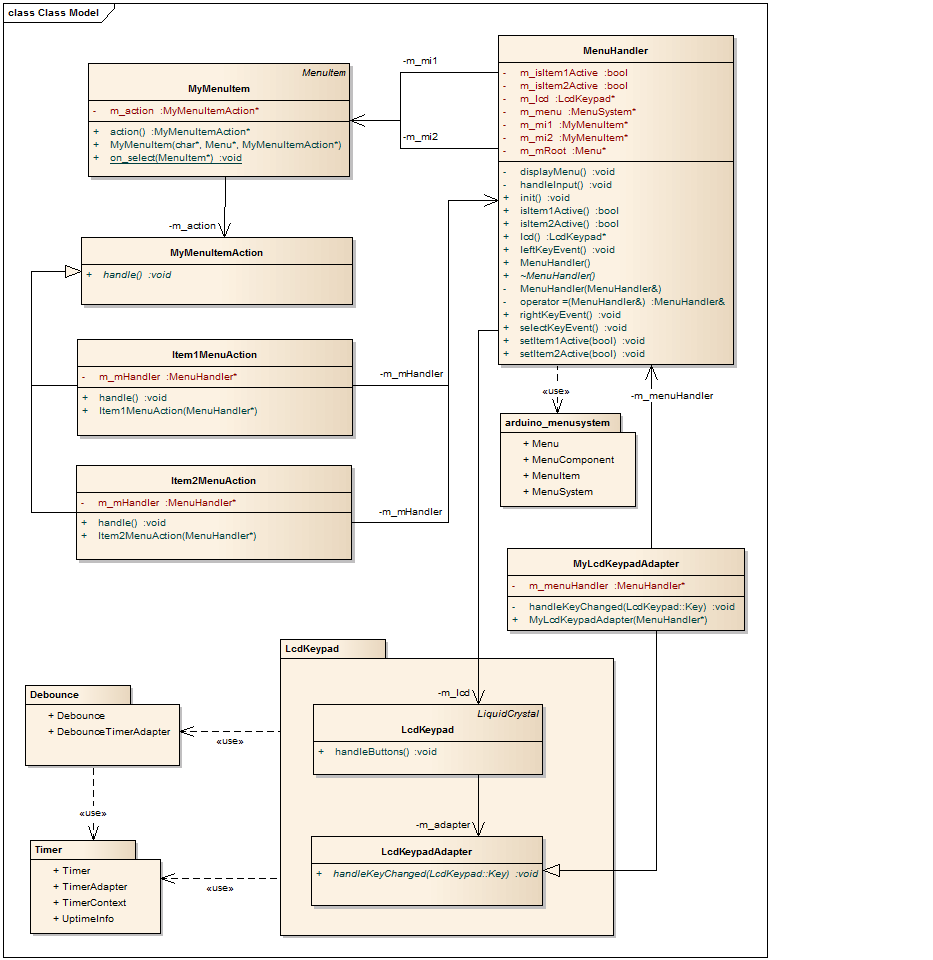 class Class Model
MenuItem
MyMenuItem
- m_action :MyMenuItemAction*
+ action() :MyMenuItemAction*
+ MyMenuItem(char*, Menu*, MyMenuItemAction*)
+ on_select(MenuItem*) :void
-m_mi1
-m_mi2
MenuHandler
- m_isItem1Active :bool
- m_isItem2Active :bool
- m_lcd :LcdKeypad*
- m_menu :MenuSystem*
- m_mi1 :MyMenuItem*
- m_mi2 :MyMenuItem*
- m_mRoot :Menu*
- displayMenu() :void
- handleInput() :void
+ init() :void
+ isItem1Active() :bool
+ isItem2Active() :bool
+ lcd() :LcdKeypad*
+ leftKeyEvent() :void
+ MenuHandler()
+ ~MenuHandler()
- MenuHandler(MenuHandler&)
- operator =(MenuHandler&) :MenuHandler&
+ rightKeyEvent() :void
+ selectKeyEvent() :void
+ setItem1Active(bool) :void
+ setItem2Active(bool) :void
-m_action
MyMenuItemAction
+ handle() :void
Item1MenuAction
- m_mHandler :MenuHandler*
+ handle() :void
+ Item1MenuAction(MenuHandler*)
-m_mHandler
Item2MenuAction
- m_mHandler :MenuHandler*
+ handle() :void
+ Item2MenuAction(MenuHandler*)
-m_mHandler
«use»
-m_menuHandler
arduino_menusystem
+ Menu
+ MenuComponent
+ MenuItem
+ MenuSystem
MyLcdKeypadAdapter
- m_menuHandler :MenuHandler*
- handleKeyChanged(LcdKeypad::Key) :void
+ MyLcdKeypadAdapter(MenuHandler*)
LcdKeypad
-m_lcd
LiquidCrystal
LcdKeypad
+ handleButtons() :void
-m_adapter
LcdKeypadAdapter
+ handleKeyChanged(LcdKeypad::Key) :void
Debounce
+ Debounce
+ DebounceTimerAdapter
«use»
«use»
Timer
+ Timer
+ TimerAdapter
+ TimerContext
+ UptimeInfo
«use»